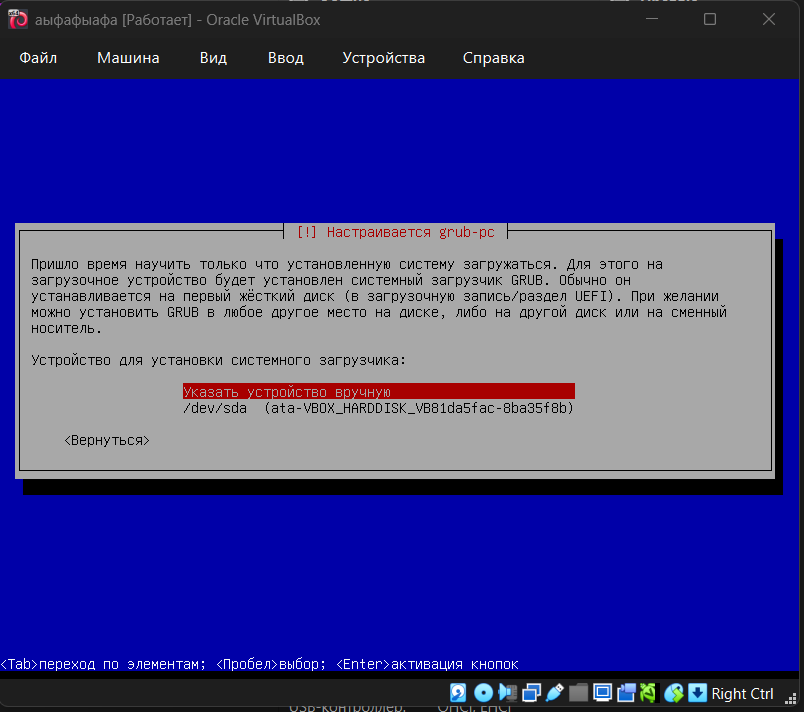 аыфафыафа [Работает] - Oracle VirtualBox
Файл Машина Вид Ввод Устройства Справка
[!] Настраивается grub-pc
Пришло время научить только что установленную систему загружаться. Для этого на
загрузочное устройство будет установлен системный загрузчик GRUB. Обычно он
устанавливается на первый жёсткий диск (в загрузочную запись/раздел UEFI). При желании
можно установить GRUB в любое другое место на диске, либо на другой диск или на сменный
носитель.
Устройство для установки системного загрузчика:
Указать устройство вручную
/dev/sda (ata-VBOX_HARDDISK_VB81da5fac-8ba35f8b)
<Вернуться>
<Tab>переход по элементам; <Пробел>выбор; <Enter>активация кнопок
Right Ctrl
USB-контроллер: OHCI, EHCI